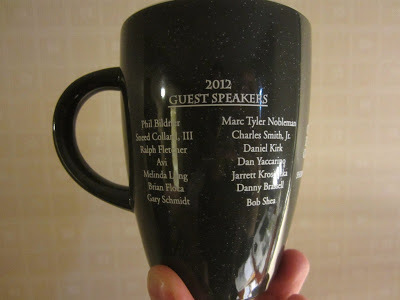 2012
GUEST SPEAKERS
Phil Bildner
Sneed Collard, III
Ralph Fletcher
Avi
Melinda Long
Brian Floca
Gary Schmidt
Marc Tyler Nobleman
Charles Smith, Jr.
Daniel Kirk
Dan Yaccarino
Jarrett Krosoczka
Danny Brassell
Bob Shea